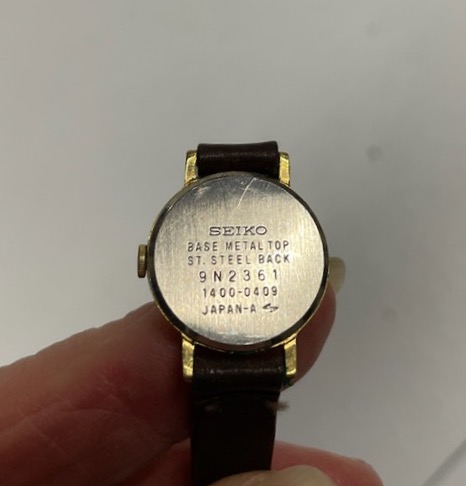 SEIKO
BASE METAL TOP
ST. STEEL BACK
9N2361
1400-0409
JAPAN-A